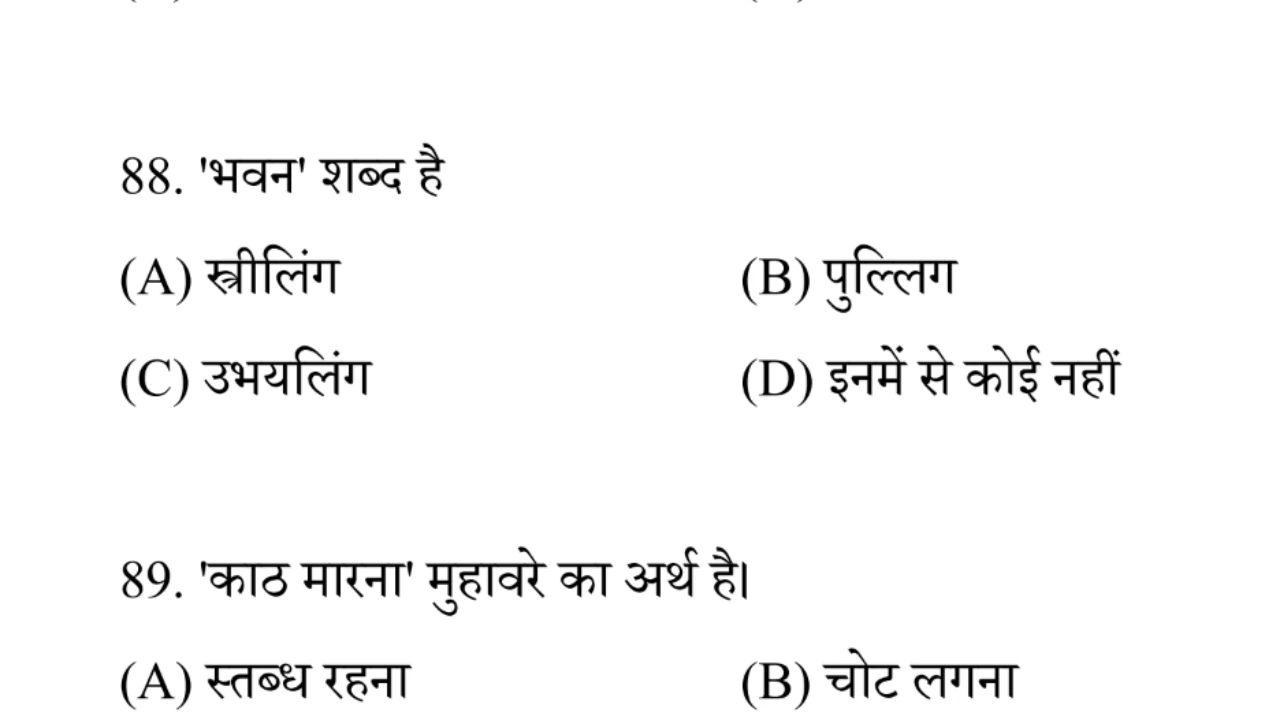 88. 'भवन' शब्द है
(A) स्त्रीलिंग (B) पुल्लिग
(C) उभयलिंग (D) इनमें से कोई नहीं
89. 'काठ मारना' मुहावरे का अर्थ है।
(A) स्तब्ध रहना (B) चोट लगना